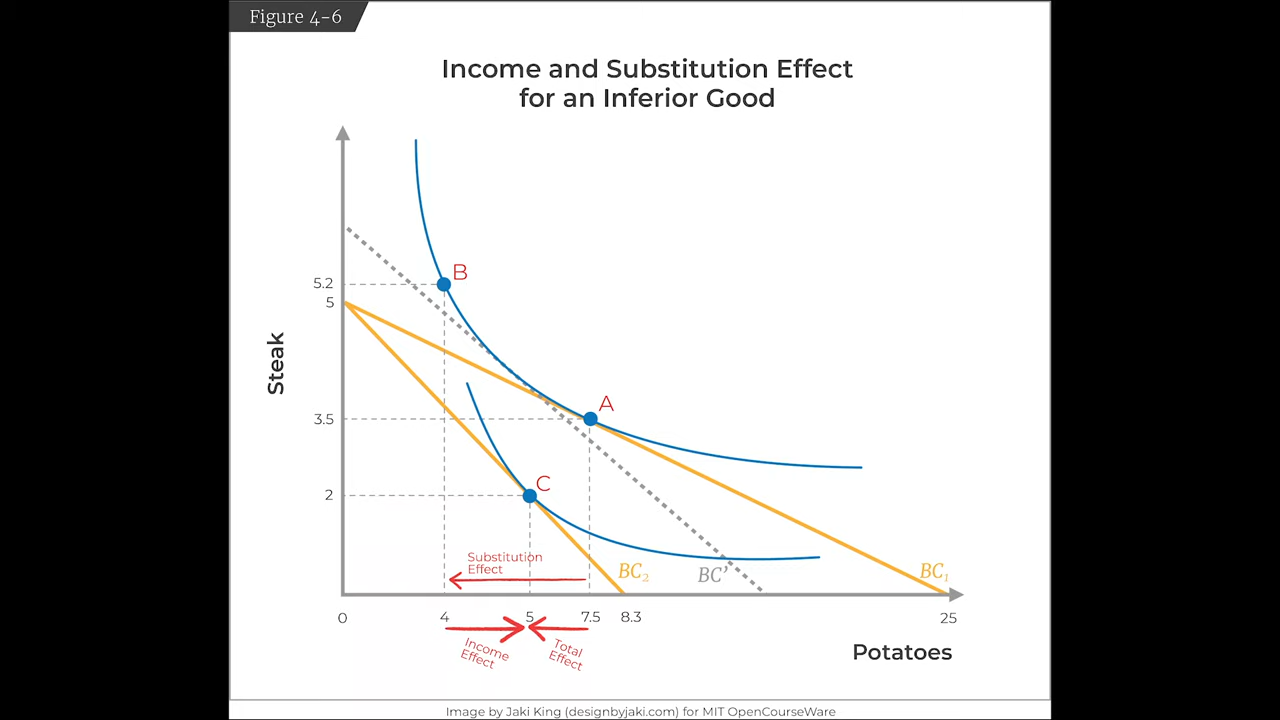 Figure 4-6
Income and Substitution Effect
for an Inferior Good
B
5.2
5
Steak
A
3.5
C
2
Substitution
Effect
BC₂
BC’
BC₁
0
4
5
7.5
8.3
25
Income
Effect
Total
Effect
Potatoes
Image by Jaki King (designbyjaki.com) for MIT OpenCourseWare